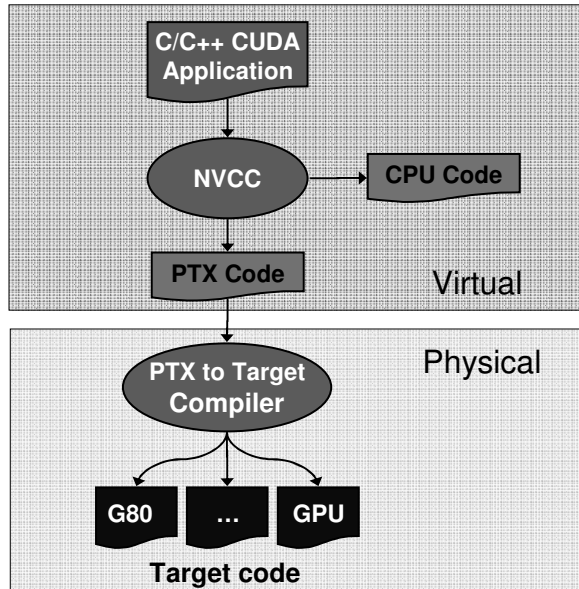 C/C++ CUDA
Application
NVCC
CPU Code
PTX Code
Virtual
Physical
PTX to Target
Compiler
G80
...
GPU
Target code